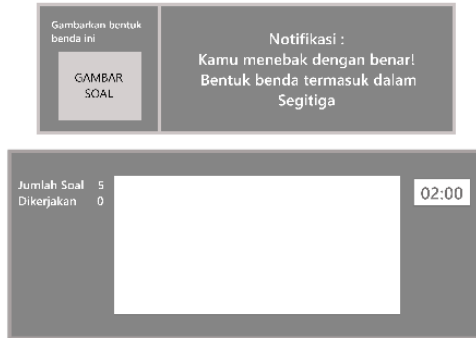 Gambarkan bentuk
benda ini
GAMBAR
SOAL
Notifikasi :
Kamu menebak dengan benar!
Bentuk benda termasuk dalam
Segitiga
Jumlah Soal 5
Dikerjakan 0
02:00